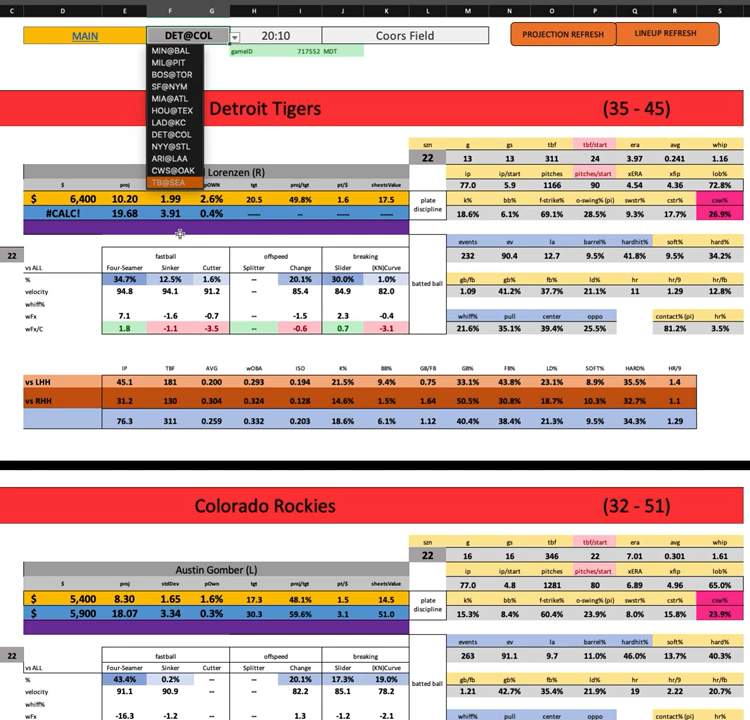 C D E F G H I J K L M N O P Q R S
MAIN DET@COL 20:10 Coors Field PROJECTION REFRESH LINEUP REFRESH
gameID 717552 MDT
MIN@BAL
MIL@PIT
BOS@TOR
SF@NYM
MIA@ATL
HOU@TEX
LAD@KC
DET@COL
NYY@STL
ARI@LAA
CWS@OAK
TB@SEA
Detroit Tigers (35 - 45)
szn g gs tbf tbf/start era avg whip
22 13 13 311 24 3.97 0.241 1.16
Lorenzen (R) ip ip/start pitches pitches/start xERA xfip lob%
77.0 5.9 1166 90 4.54 4.36 72.8%
$ proj pOWN tgt proj/tgt pt/$ sheetsValue
$ 6,400 10.20 1.99 2.6% 20.5 49.8% 1.6 17.5
plate discipline k% bb% f-strike% o-swing% (pi) swstr% cstr% csw%
#CALC! 19.68 3.91 0.4% ---- -- ---- ----
18.6% 6.1% 69.1% 28.5% 9.3% 17.7% 26.9%
events ev la barrel% hardhit% soft% hard%
22 fastball offspeed breaking 232 90.4 12.7 9.5% 41.8% 9.5% 34.2%
vs ALL Four-Seamer Sinker Cutter Splitter Change Slider (KN)Curve
% 34.7% 12.5% 1.6% -- 20.1% 30.0% 1.0%
batted ball gb/fb gb% fb% ld% hr hr/9 hr/fb
velocity 94.8 94.1 91.2 -- 85.4 84.9 82.0 1.09 41.2% 37.7% 21.1% 11 1.29 12.8%
whiff%
wFx 7.1 -1.6 -0.7 -- -1.5 2.3 -0.4 whiff% pull center oppo contact% (pi) hr%
wFx/C 1.8 -1.1 -3.5 -- -0.6 0.7 -3.1 21.6% 35.1% 39.4% 25.5% 81.2% 3.5%
IP TBF AVG wOBA ISO K% BB% GB/FB GB% FB% LD% SOFT% HARD% HR/9
vs LHH 45.1 181 0.200 0.293 0.194 21.5% 9.4% 0.75 33.1% 43.8% 23.1% 8.9% 35.5% 1.4
vs RHH 31.2 130 0.304 0.324 0.128 14.6% 1.5% 1.64 50.5% 30.8% 18.7% 10.3% 32.7% 1.1
76.3 311 0.259 0.332 0.203 18.6% 6.1% 1.12 40.4% 38.4% 21.3% 9.5% 34.3% 1.29
Colorado Rockies (32 - 51)
szn g gs tbf tbf/start era avg whip
22 16 16 346 22 7.01 0.301 1.61
Austin Gomber (L) ip ip/start pitches pitches/start xERA xfip lob%
77.0 4.8 1281 80 6.89 4.96 65.0%
$ proj stdDev pOwn tgt proj/tgt pt/$ sheetsValue
$ 5,400 8.30 1.65 1.6% 17.3 48.1% 1.5 14.5
plate discipline k% bb% f-strike% o-swing% (pi) swstr% cstr% csw%
$ 5,900 18.07 3.34 0.3% 30.3 59.6% 3.1 51.0
15.3% 8.4% 60.4% 23.9% 8.0% 15.8% 23.9%
events ev la barrel% hardhit% soft% hard%
22 fastball offspeed breaking 263 91.1 9.7 11.0% 46.0% 13.7% 40.3%
vs ALL Four-Seamer Sinker Cutter Splitter Change Slider (KN)Curve
% 43.4% 0.2% -- -- 20.1% 17.3% 19.0%
batted ball gb/fb gb% fb% ld% hr hr/9 hr/fb
velocity 91.1 90.9 -- -- 82.2 85.1 78.2 1.21 42.7% 35.4% 21.9% 19 2.22 20.7%
whiff%
wFx -16.3 -1.2 -- -- 1.3 -1.2 -2.1 whiff% pull center oppo contact% (pi) hr%